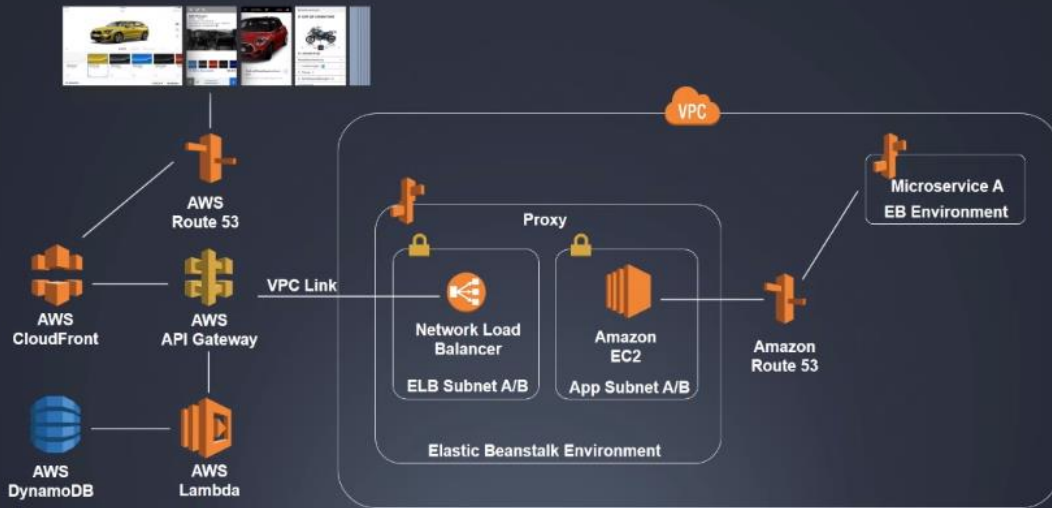 VPC
AWS
Route 53
Microservice A
EB Environment
Proxy
AWS
CloudFront
AWS
API Gateway
VPC Link
Network Load
Balancer
ELB Subnet A/B
Amazon
EC2
App Subnet A/B
Amazon
Route 53
Elastic Beanstalk Environment
AWS
DynamoDB
AWS
Lambda